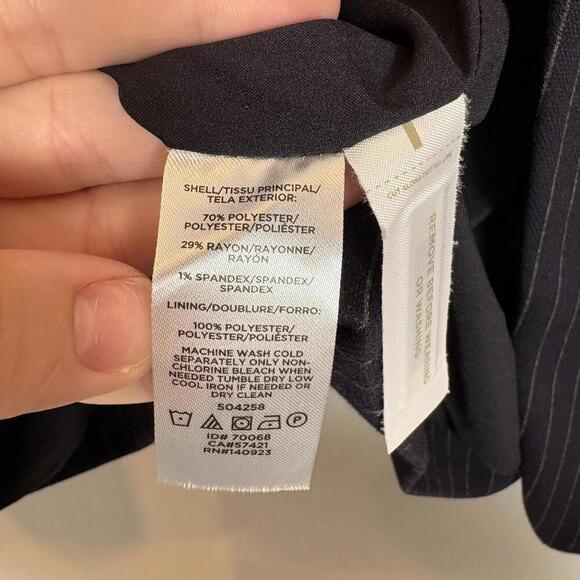 SHELL/TISSU PRINCIPAL/
TELA EXTERIOR:
70% POLYESTER/
POLYESTER/POLIÉSTER
29% RAYON/RAYONNE/
RAYÓN
1% SPANDEX/SPANDEX/
SPANDEX
LINING/DOUBLURE/FORRO:
100% POLYESTER/
POLYESTER/POLIÉSTER
MACHINE WASH COLD
SEPARATELY ONLY NON-
CHLORINE BLEACH WHEN
NEEDED TUMBLE DRY LOW
COOL IRON IF NEEDED OR
DRY CLEAN
S04258
ID# 70068
CA#57421
RN#140923
REMOVE BEFORE WEARING
OR WASHING